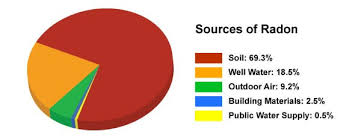 Sources of Radon
Soil: 69.3%
Well Water: 18.5%
Outdoor Air: 9.2%
Building Materials: 2.5%
Public Water Supply: 0.5%